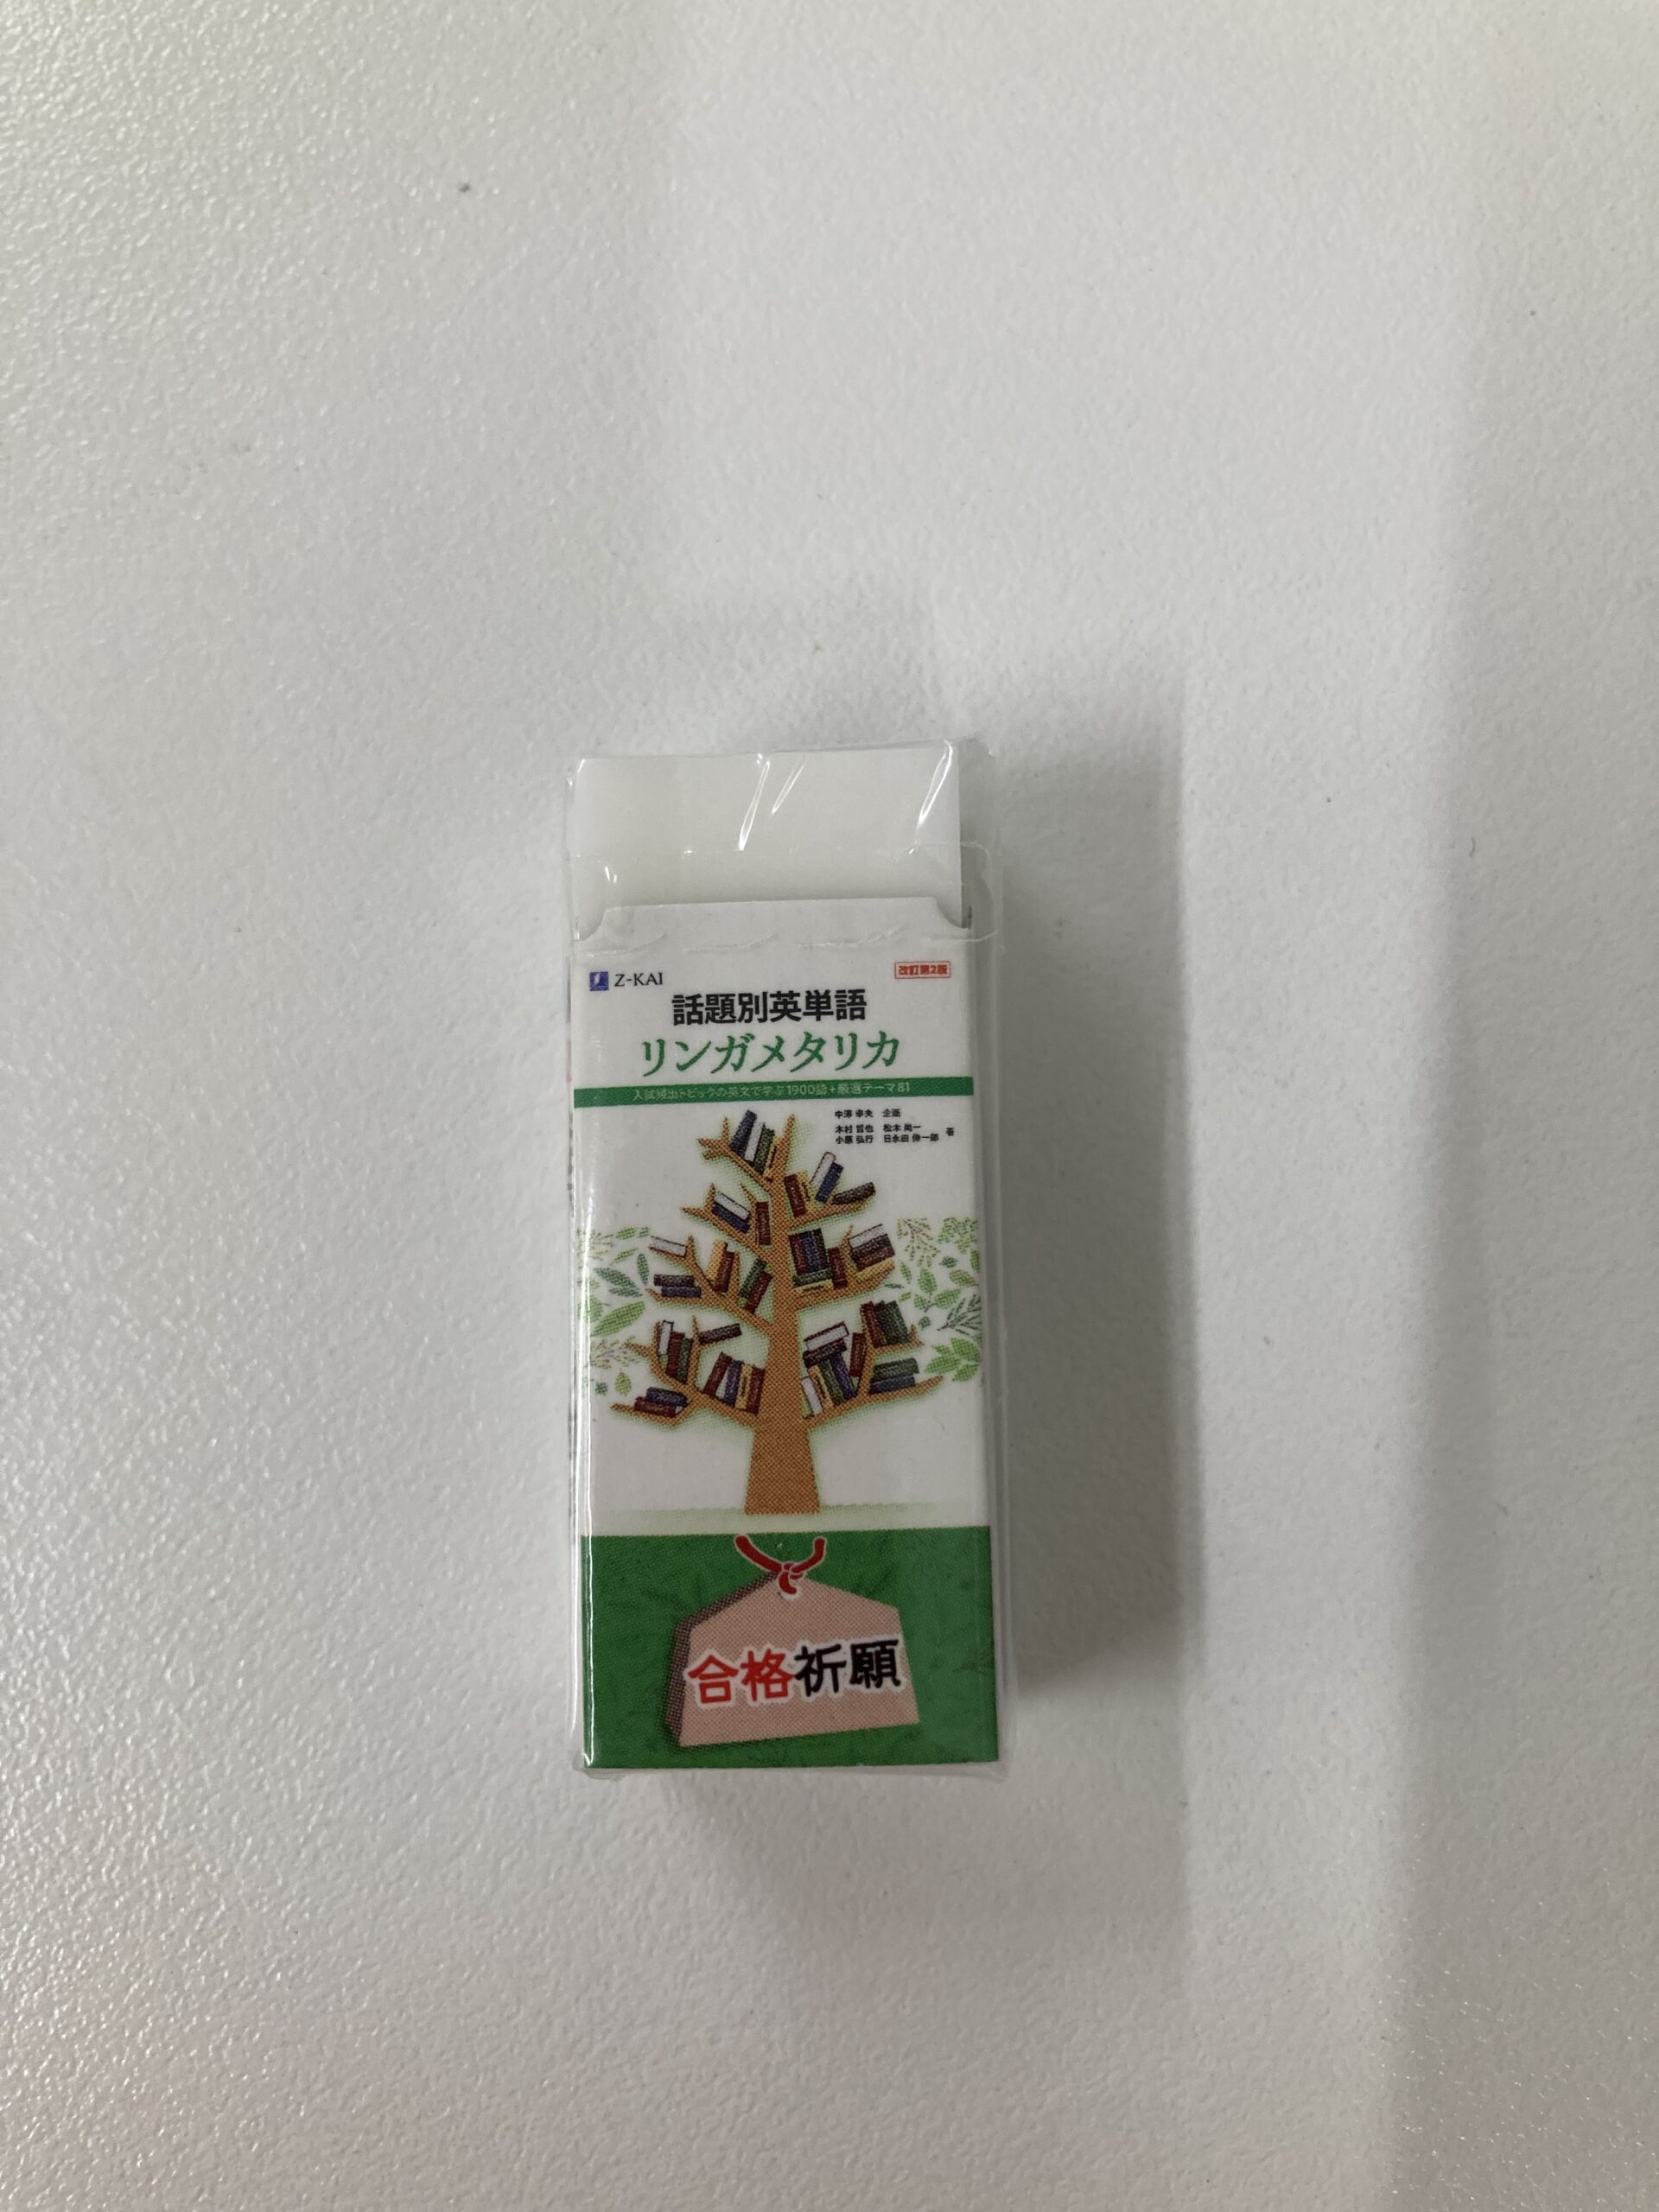 Z-KAI
改訂第2版
話題別英単語
リンガメタリカ
入試頻出トピックの英文で学ぶ1900語+厳選テーマ81
中澤 幸夫 企画
木村 哲也 松本 尚一
小原 弘行 日永田 伸一郎 著
合格祈願